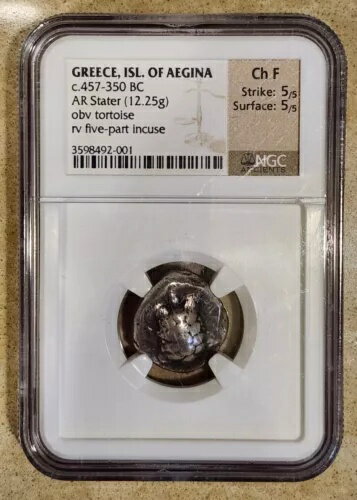 GREECE, ISL. OF AEGINA
c.457-350 BC
AR Stater (12.25g)
obv tortoise
rv five-part incuse
3598492-001
Ch F
Strike: 5/5
Surface: 5/5
NGC
ANCIENTS